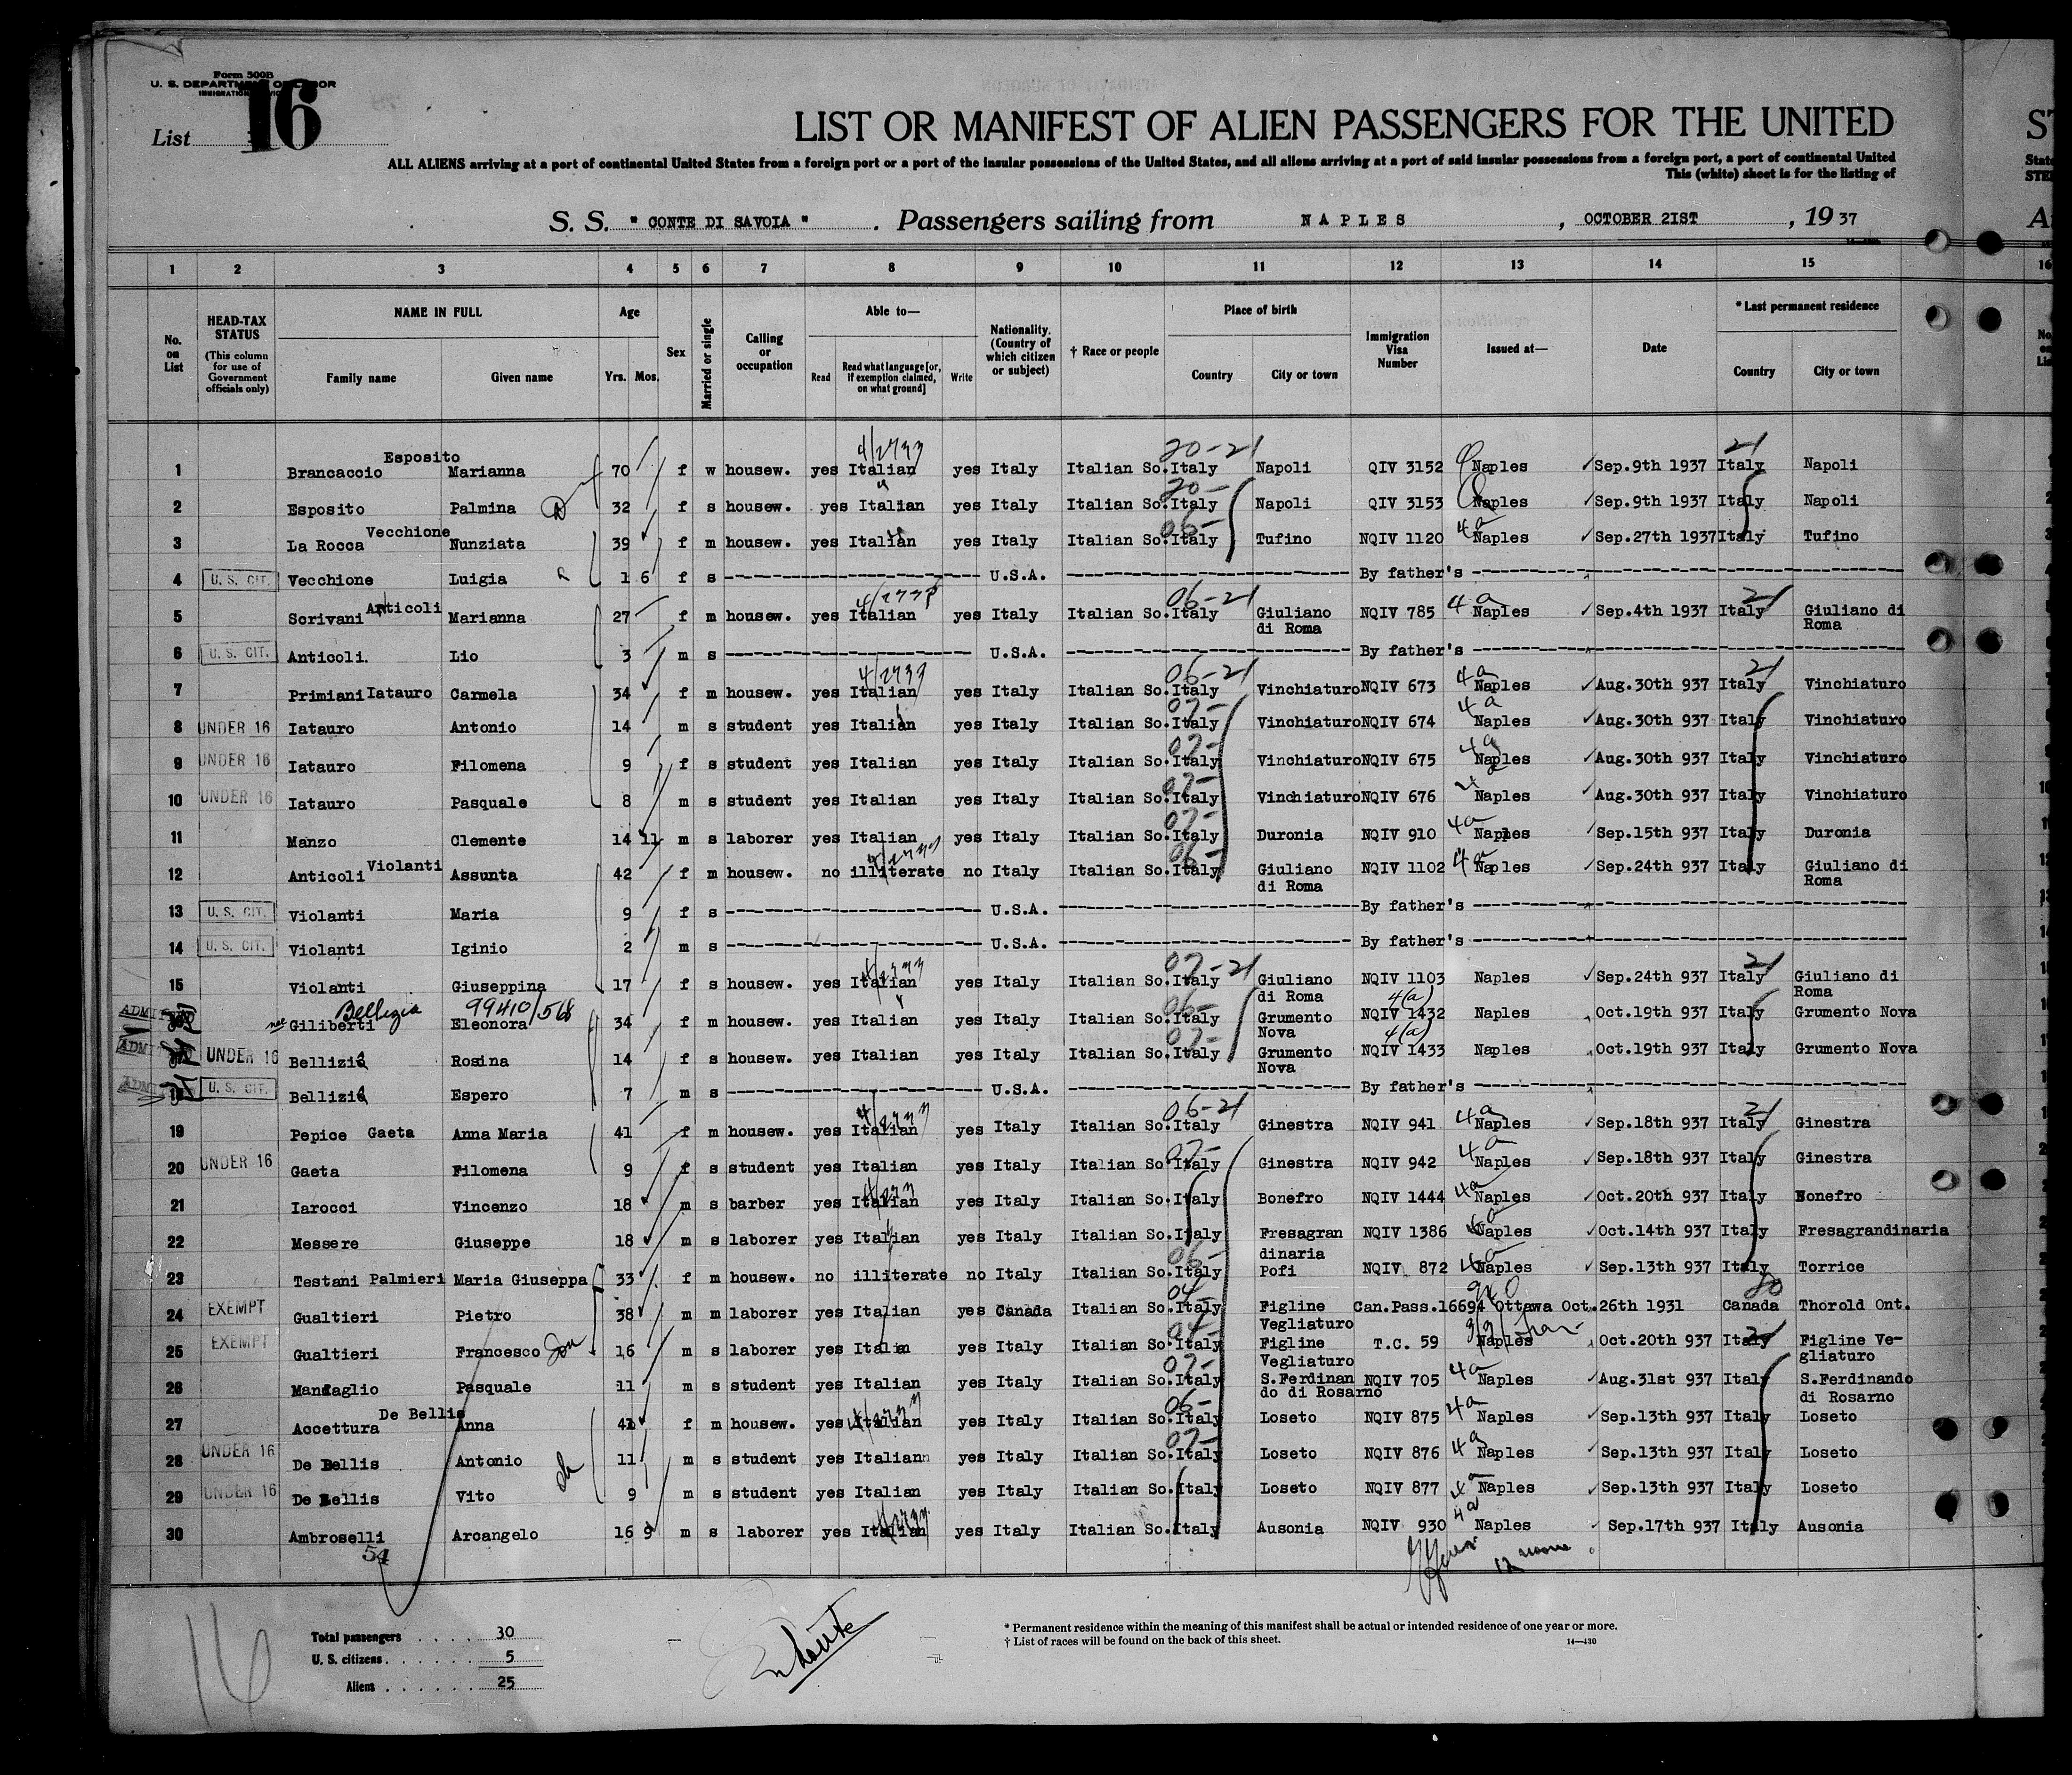 Form 500B
U. S. DEPARTMENT OF LABOR
IMMIGRATION
List 16
LIST OR MANIFEST OF ALIEN PASSENGERS FOR THE UNITED
ALL ALIENS arriving at a port of continental United States from a foreign port or a port of the insular possessions of the United States, and all aliens arriving at a port of said insular possessions from a foreign port, a port of continental United
This (white) sheet is for the listing of
S. S. " CONTE DI SAVOIA " . Passengers sailing from NAPLES , OCTOBER 21ST , 19 37
1 2 3 4 5 6 7 8 9 10 11 12 13 14 15 16
No. on List
HEAD-TAX STATUS
(This column for use of Government officials only)
NAME IN FULL
Family name Given name
Age
Yrs. Mos.
Sex
Married or single
Calling or occupation
Able to—
Read Read what language [or, if exemption claimed, on what ground] Write
Nationality. (Country of which citizen or subject)
† Race or people
Place of birth
Country City or town
Immigration Visa Number
Issued at—
Date
* Last permanent residence
Country City or town
20-21 21
1 Brancaccio Esposito Marianna 70 f w housew. yes Italian yes Italy Italian So.Italy Napoli QIV 3152 Naples Sep.9th 1937 Italy Napoli
2 Esposito Palmina 32 f s housew. yes Italian yes Italy Italian So.Italy Napoli QIV 3153 Naples Sep.9th 1937 Italy Napoli
3 La Rocca Vecchione Nunziata 39 f m housew. yes Italian yes Italy Italian So.Italy Tufino NQIV 1120 4a Naples Sep.27th 1937 Italy Tufino
4 U. S. CIT. Vecchione Luigia 1 6 f s U.S.A. By father's
5 Scrivani Anticoli Marianna 27 f m housew. yes Italian yes Italy Italian So.Italy Giuliano di Roma NQIV 785 4a Naples Sep.4th 1937 Italy Giuliano di Roma
6 U. S. CIT. Anticoli Lio 3 m s U.S.A. By father's
7 Primiani Iatauro Carmela 34 f m housew. yes Italian yes Italy Italian So.Italy Vinchiaturo NQIV 673 4a Naples Aug.30th 937 Italy Vinchiaturo
8 UNDER 16 Iatauro Antonio 14 m s student yes Italian yes Italy Italian So.Italy Vinchiaturo NQIV 674 4a Naples Aug.30th 937 Italy Vinchiaturo
9 UNDER 16 Iatauro Filomena 9 f s student yes Italian yes Italy Italian So.Italy Vinchiaturo NQIV 675 4a Naples Aug.30th 937 Italy Vinchiaturo
10 UNDER 16 Iatauro Pasquale 8 m s student yes Italian yes Italy Italian So.Italy Vinchiaturo NQIV 676 Naples Aug.30th 937 Italy Vinchiaturo
11 Manzo Clemente 14 11 m s laborer yes Italian yes Italy Italian So.Italy Duronia NQIV 910 4a Naples Sep.15th 937 Italy Duronia
12 Anticoli Violanti Assunta 42 f m housew. no illiterate no Italy Italian So.Italy Giuliano di Roma NQIV 1102 4a Naples Sep.24th 937 Italy Giuliano di Roma
13 U. S. CIT. Violanti Maria 9 f s U.S.A. By father's
14 U. S. CIT. Violanti Iginio 2 m s U.S.A. By father's
15 Violanti Giuseppina 17 f s housew. yes Italian yes Italy Italian So.Italy Giuliano di Roma NQIV 1103 Naples Sep.24th 937 Italy Giuliano di Roma
Bellizia 99410/568
Giliberti Eleonora 34 f m housew. yes Italian yes Italy Italian So.Italy Grumento Nova NQIV 1432 4(a) Naples Oct.19th 937 Italy Grumento Nova
UNDER 16 Bellizia Rosina 14 f s housew. yes Italian yes Italy Italian So.Italy Grumento Nova NQIV 1433 4(a) Naples Oct.19th 937 Italy Grumento Nova
U. S. CIT. Bellizia Espero 7 m s U.S.A. By father's
19 Pepice Gaeta Anna Maria 41 f m housew. yes Italian yes Italy Italian So.Italy Ginestra NQIV 941 4a Naples Sep.18th 937 Italy Ginestra
20 UNDER 16 Gaeta Filomena 9 f s student yes Italian yes Italy Italian So.Italy Ginestra NQIV 942 4a Naples Sep.18th 937 Italy Ginestra
21 Iarocci Vincenzo 18 m s barber yes Italian yes Italy Italian So.Italy Bonefro NQIV 1444 4a Naples Oct.20th 937 Italy Bonefro
22 Messere Giuseppe 18 m s laborer yes Italian yes Italy Italian So.Italy Fresagran dinaria NQIV 1386 Naples Oct.14th 937 Italy Fresagrandinaria
23 Testani Palmieri Maria Giuseppa 33 f m housew. no illiterate no Italy Italian So.Italy Pofi NQIV 872 4a Naples Sep.13th 937 Italy Torrice
24 EXEMPT Gualtieri Pietro 38 m m laborer yes Italian yes Canada Italian So.Italy Figline Vegliaturo Can.Pass.16694 Ottawa Oct.26th 1931 Canada Thorold Ont.
25 EXEMPT Gualtieri Francesco 16 m s laborer yes Italian yes Italy Italian So.Italy Figline Vegliaturo T.C. 59 Naples Oct.20th 937 Italy Figline Ve-gliaturo
26 Mandaglio Pasquale 11 m s student yes Italian yes Italy Italian So.Italy S.Ferdinan do di Rosarno NQIV 705 4a Naples Aug.31st 937 Italy S.Ferdinando di Rosarno
27 Accettura De Bellis Anna 41 f m housew. yes Italian yes Italy Italian So.Italy Loseto NQIV 875 4a Naples Sep.13th 937 Italy Loseto
28 UNDER 16 De Bellis Antonio 11 m s student yes Italian yes Italy Italian So.Italy Loseto NQIV 876 4a Naples Sep.13th 937 Italy Loseto
29 UNDER 16 De Bellis Vito 9 m s student yes Italian yes Italy Italian So.Italy Loseto NQIV 877 4a Naples Sep.13th 937 Italy Loseto
30 Ambroselli Arcangelo 16 9 m s laborer yes Italian yes Italy Italian So.Italy Ausonia NQIV 930 4a Naples Sep.17th 937 Italy Ausonia
54
Total passengers . . . . 30
U. S. citizens . . . . . . 5
Aliens . . . . . . 25
16
* Permanent residence within the meaning of this manifest shall be actual or intended residence of one year or more.
† List of races will be found on the back of this sheet.
14—430